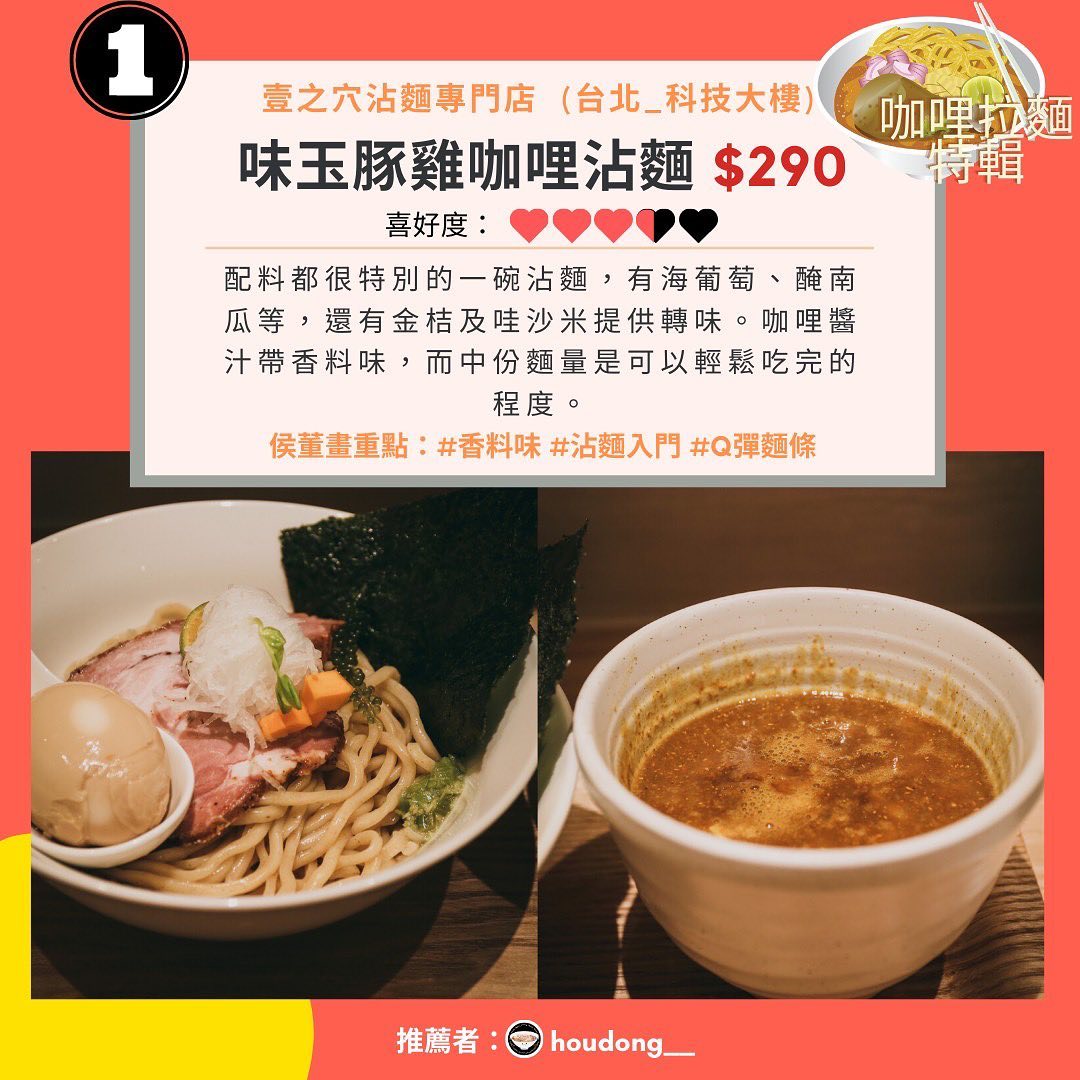 1
咖哩拉麵
特輯
壹之穴沾麵專門店 (台北_科技大樓)
味玉豚雞咖哩沾麵 $290
喜好度：
配料都很特別的一碗沾麵，有海葡萄、醃南
瓜等，還有金桔及哇沙米提供轉味。咖哩醬
汁帶香料味，而中份麵量是可以輕鬆吃完的
程度。
侯董畫重點：#香料味 #沾麵入門 #Q彈麵條
推薦者： houdong__